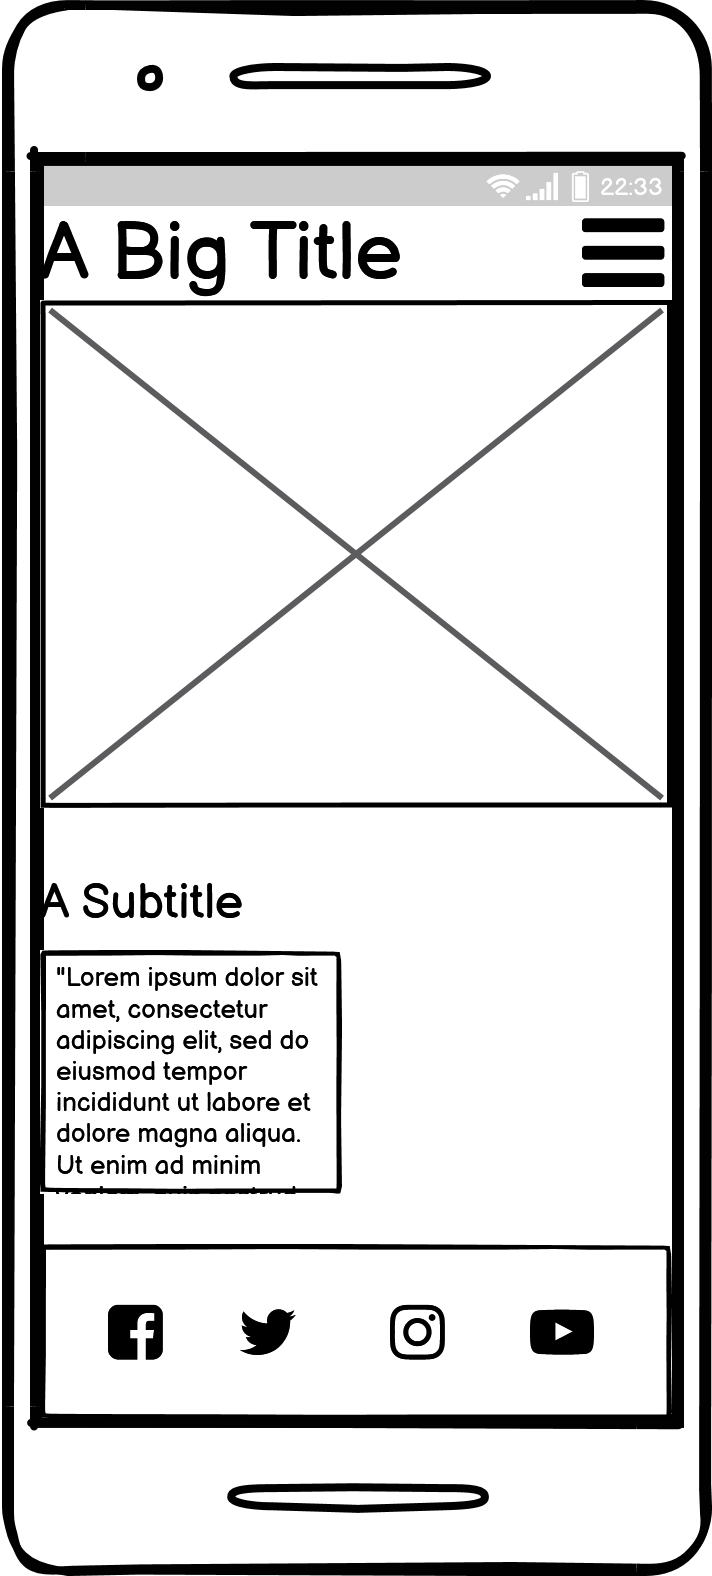 22:33
A Big Title
A Subtitle
"Lorem ipsum dolor sit
amet, consectetur
adipiscing elit, sed do
eiusmod tempor
incididunt ut labore et
dolore magna aliqua.
Ut enim ad minim